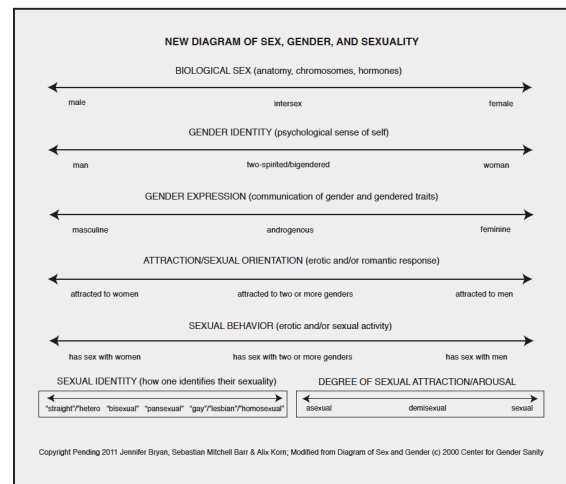 NEW DIAGRAM OF SEX, GENDER, AND SEXUALITY
BIOLOGICAL SEX (anatomy, chromosomes, hormones)
male intersex female
GENDER IDENTITY (psychological sense of self)
man two-spirited/bigendered woman
GENDER EXPRESSION (communication of gender and gendered traits)
masculine androgenous feminine
ATTRACTION/SEXUAL ORIENTATION (erotic and/or romantic response)
attracted to women attracted to two or more genders attracted to men
SEXUAL BEHAVIOR (erotic and/or sexual activity)
has sex with women has sex with two or more genders has sex with men
SEXUAL IDENTITY (how one identifies their sexuality) DEGREE OF SEXUAL ATTRACTION/AROUSAL
"straight"/"hetero "bisexual" "pansexual" "gay"/"lesbian"/"homosexual" asexual demisexual sexual
Copyright Pending 2011 Jennifer Bryan, Sebastian Mitchell Barr & Alix Korn; Modified from Diagram of Sex and Gender (c) 2000 Center for Gender Sanity